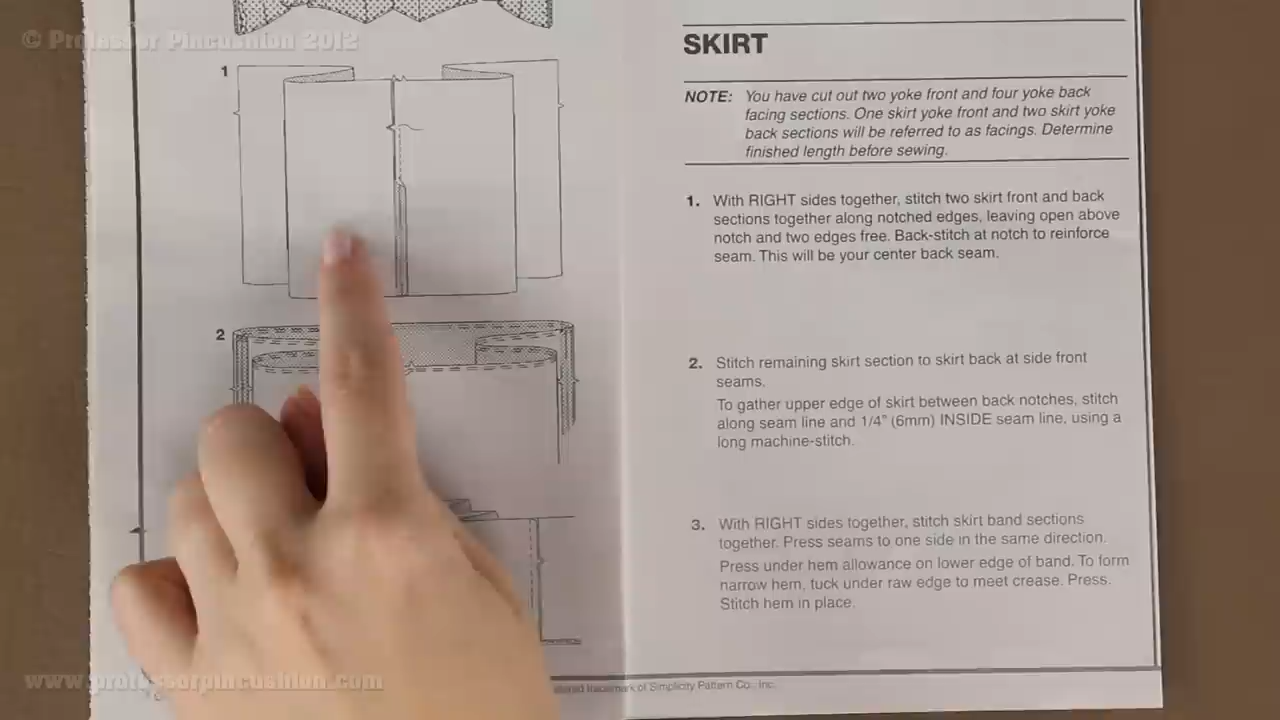 © Professor Pincushion 2012
1
2
SKIRT
NOTE: You have cut out two yoke front and four yoke back
facing sections. One skirt yoke front and two skirt yoke
back sections will be referred to as facings. Determine
finished length before sewing.
1. With RIGHT sides together, stitch two skirt front and back
sections together along notched edges, leaving open above
notch and two edges free. Back-stitch at notch to reinforce
seam. This will be your center back seam.
2. Stitch remaining skirt section to skirt back at side front
seams.
To gather upper edge of skirt between back notches, stitch
along seam line and 1/4" (6mm) INSIDE seam line, using a
long machine-stitch.
3. With RIGHT sides together, stitch skirt band sections
together. Press seams to one side in the same direction.
Press under hem allowance on lower edge of band. To form
narrow hem, tuck under raw edge to meet crease. Press.
Stitch hem in place.
trademark of Simplicity Pattern Co., Inc.
www.professorpincushion.com